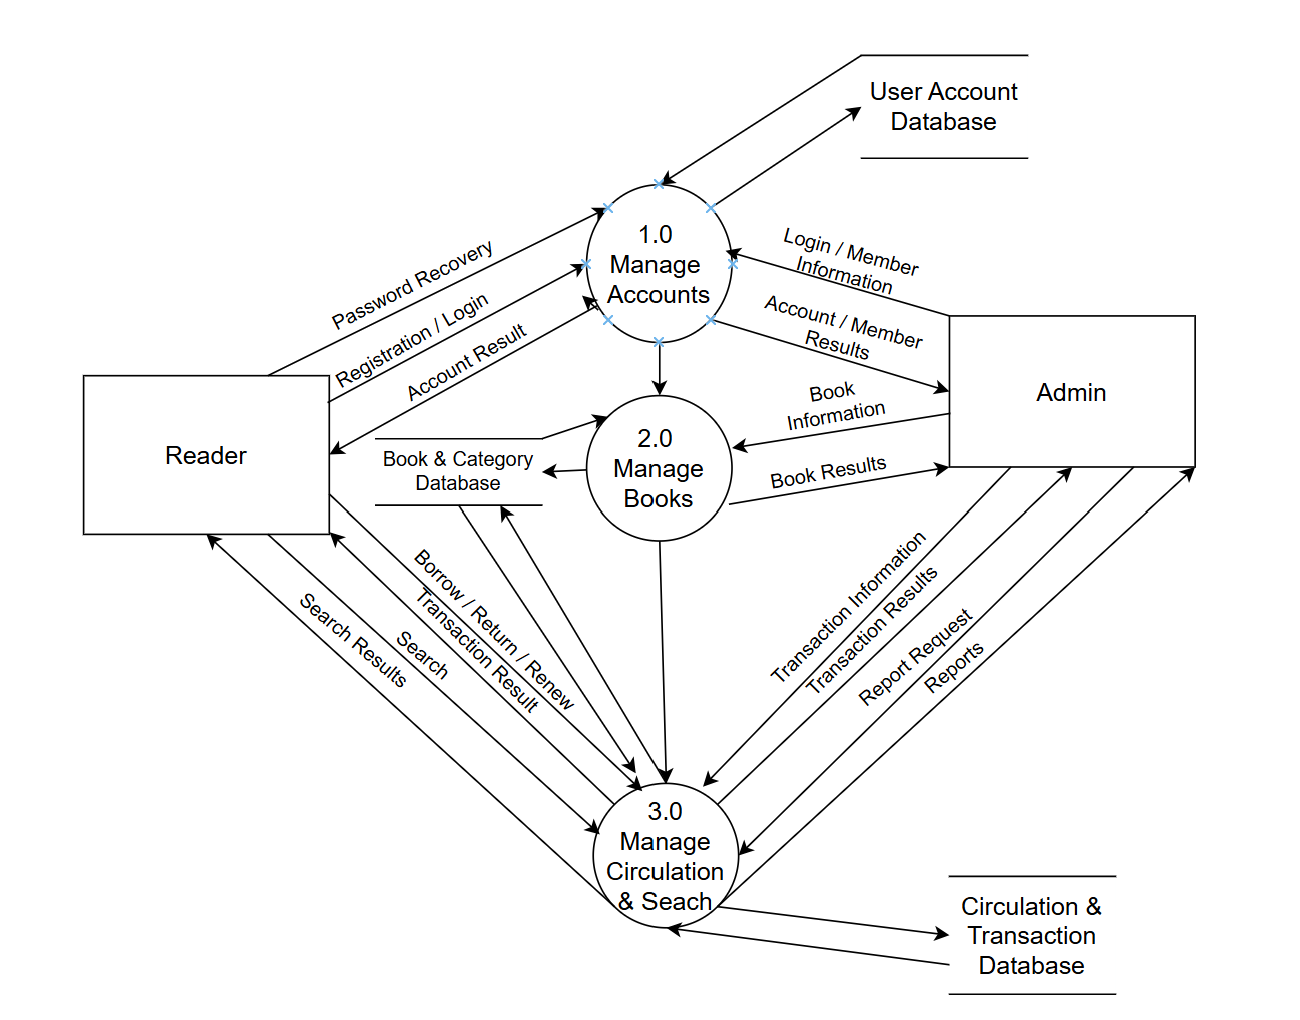 User Account
Database
1.0
Manage
Accounts
Login / Member
Information
Password Recovery
Registration / Login
Account Result
Account / Member
Results
Reader
Admin
Book
Information
Book & Category
Database
2.0
Manage
Books
Book Results
Borrow / Return / Renew
Transaction Result
Search
Search Results
Transaction Information
Transaction Results
Report Request
Reports
3.0
Manage
Circulation
& Seach
Circulation &
Transaction
Database